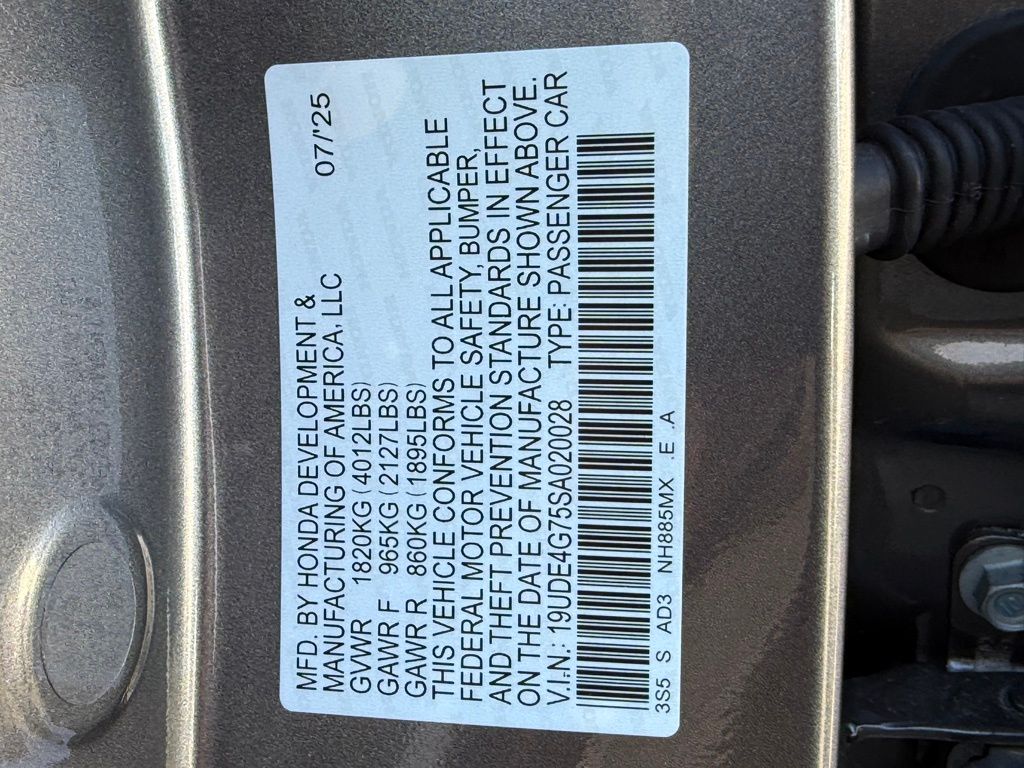 MFD. BY HONDA DEVELOPMENT &
MANUFACTURING OF AMERICA, LLC 07/'25
GVWR 1820KG (4012LBS)
GAWR F 965KG (2127LBS)
GAWR R 860KG (1895LBS)
THIS VEHICLE CONFORMS TO ALL APPLICABLE
FEDERAL MOTOR VEHICLE SAFETY, BUMPER,
AND THEFT PREVENTION STANDARDS IN EFFECT
ON THE DATE OF MANUFACTURE SHOWN ABOVE.
V.I.N.: 19UDE4G75SA020028 TYPE: PASSENGER CAR
3S5 S AD3 NH885MX .E .A